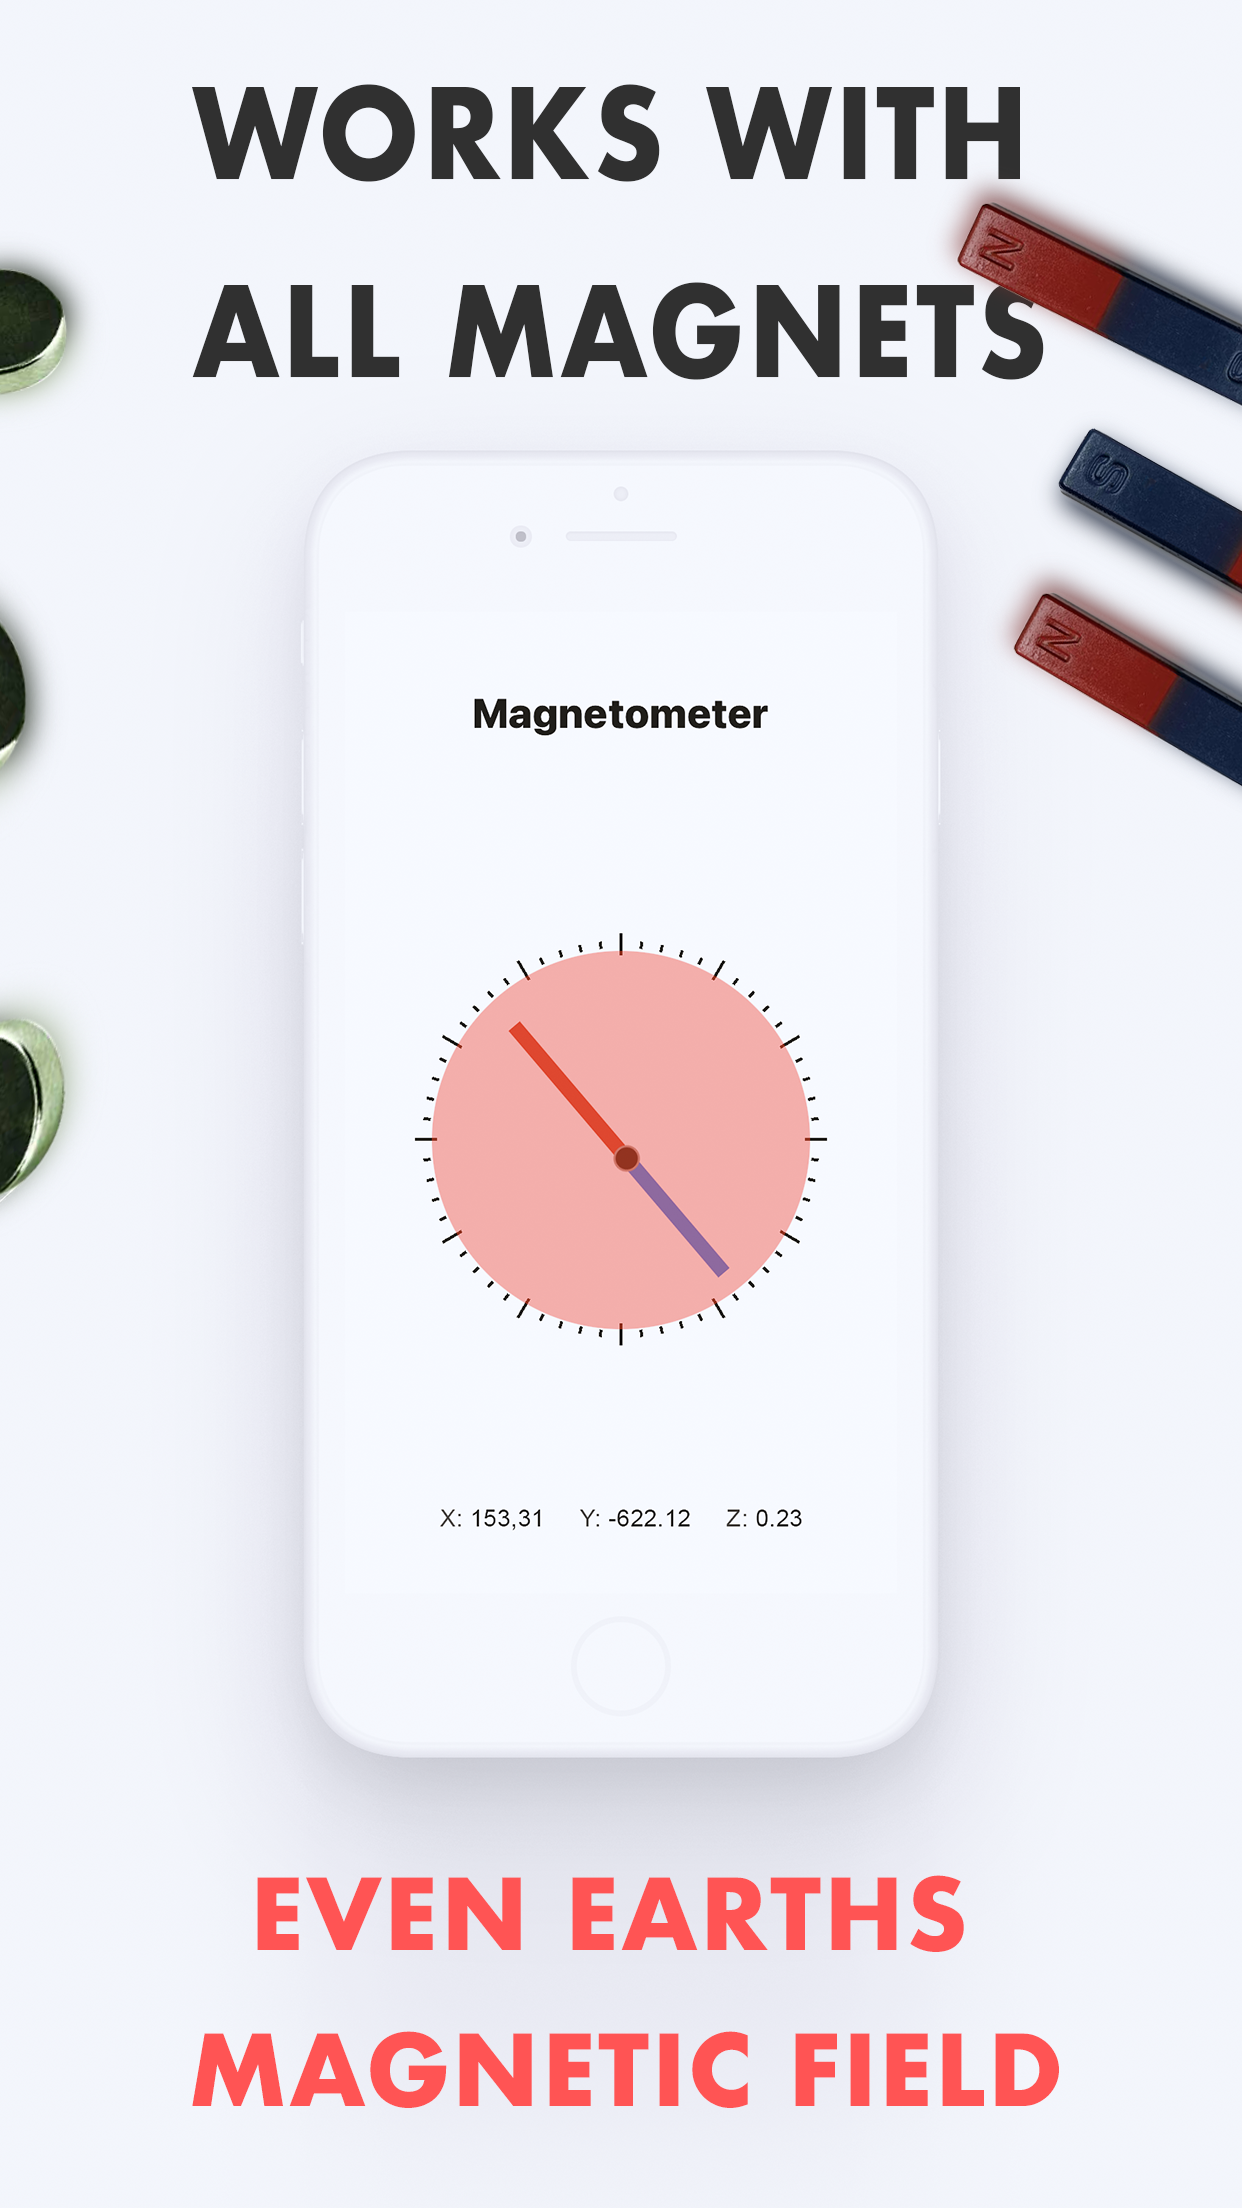 WORKS WITH
N
ALL MAGNETS
S
N
Magnetometer
X: 153,31 Y: -622.12 Z: 0.23
EVEN EARTHS
MAGNETIC FIELD